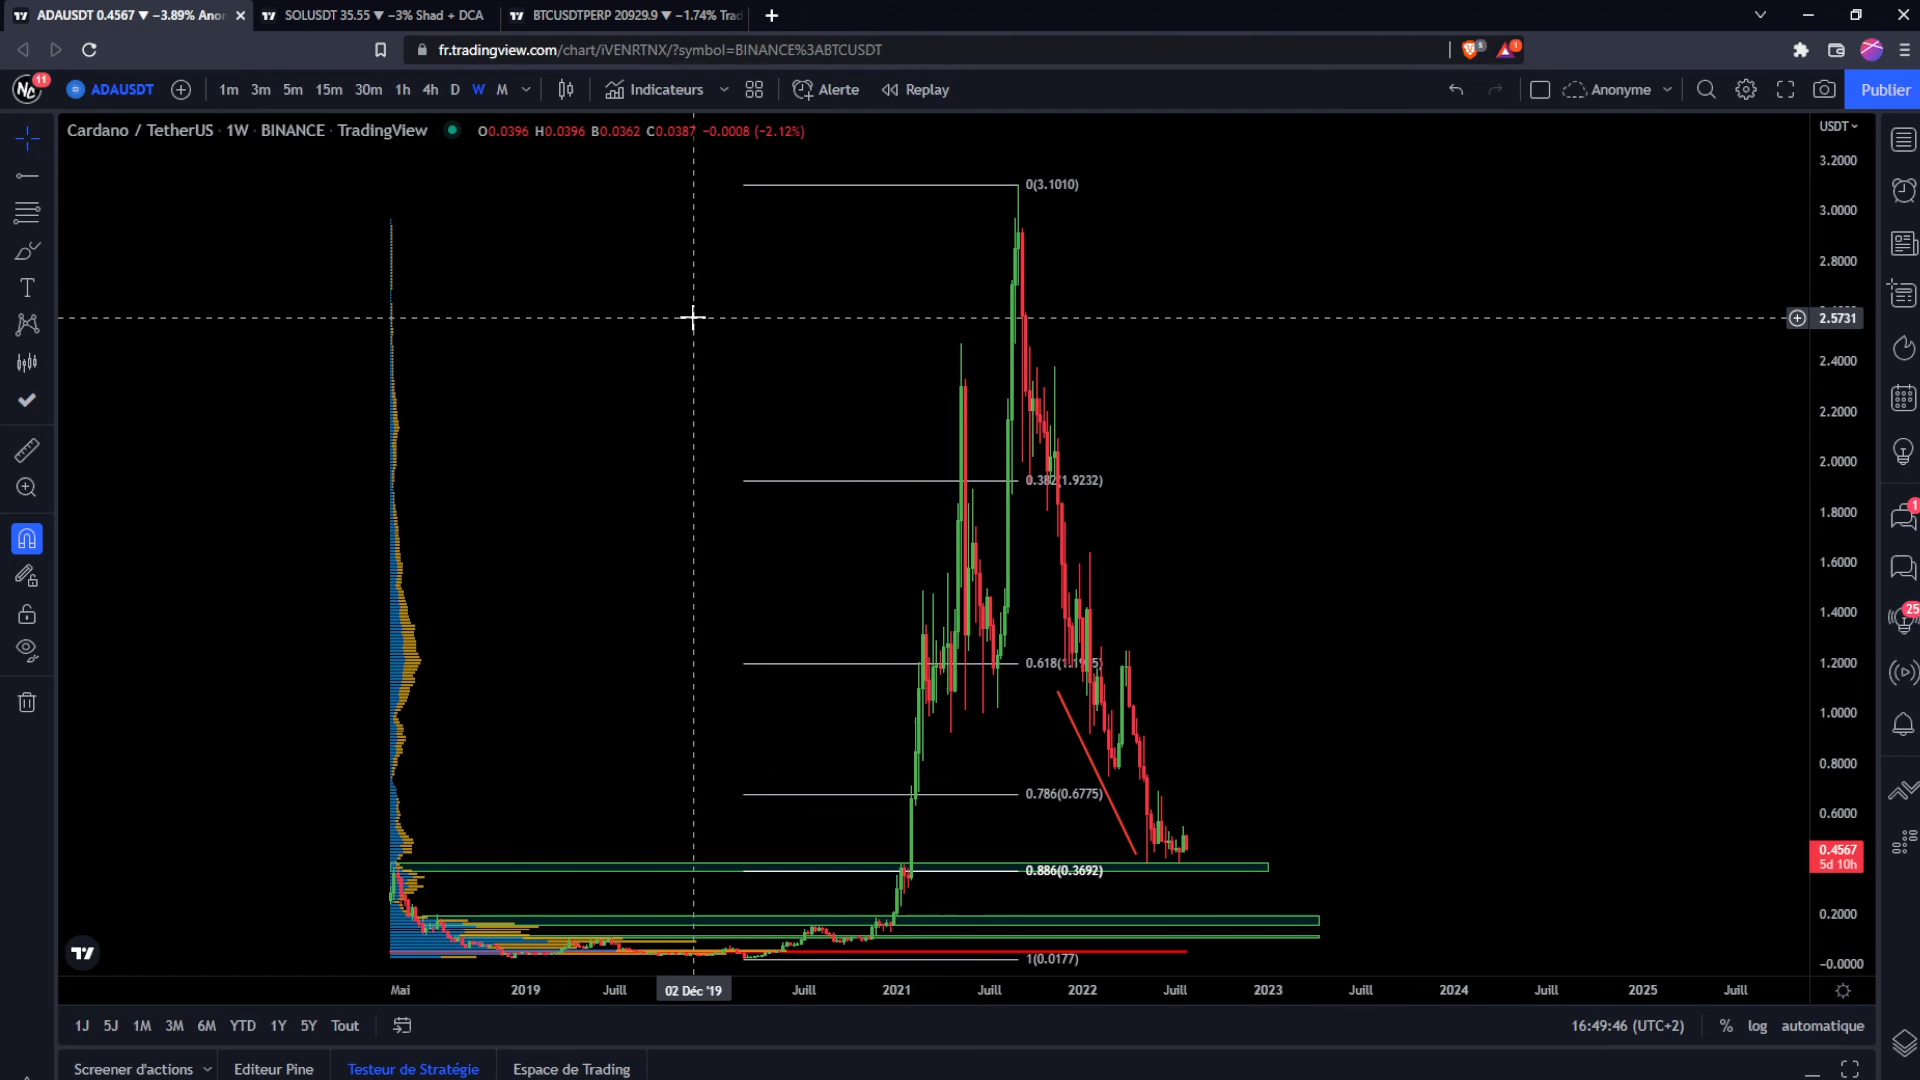 ADAUSDT 0.4567 ▼ −3.89% Ano
SOLUSDT 35.55 ▼ −3% Shad + DCA
BTCUSDTPERP 20929.9 ▼ −1.74% Tra
fr.tradingview.com/chart/iVENRTNX/?symbol=BINANCE%3ABTCUSDT
5
1
11
ADAUSDT
1m 3m 5m 15m 30m 1h 4h D W M
Indicateurs
Alerte
Replay
Anonyme
Publier
Cardano / TetherUS · 1W · BINANCE · TradingView
O0.0396 H0.0396 B0.0362 C0.0387 −0.0008 (−2.12%)
USDT
3.2000
0(3.1010)
3.0000
2.8000
2.5731
2.4000
2.2000
2.0000
0.382(1.9232)
1.8000
1
1.6000
1.4000
25
1.2000
1.0000
0.8000
0.786(0.6775)
0.6000
0.4567
5d 10h
0.886(0.3692)
0.2000
1(0.0177)
−0.0000
Mai 2019 Juill 02 Déc '19 Juill 2021 Juill 2022 Juill 2023 Juill 2024 Juill 2025 Juill
1J 5J 1M 3M 6M YTD 1Y 5Y Tout
16:49:46 (UTC+2) % log automatique
Screener d'actions
Editeur Pine
Testeur de Stratégie
Espace de Trading